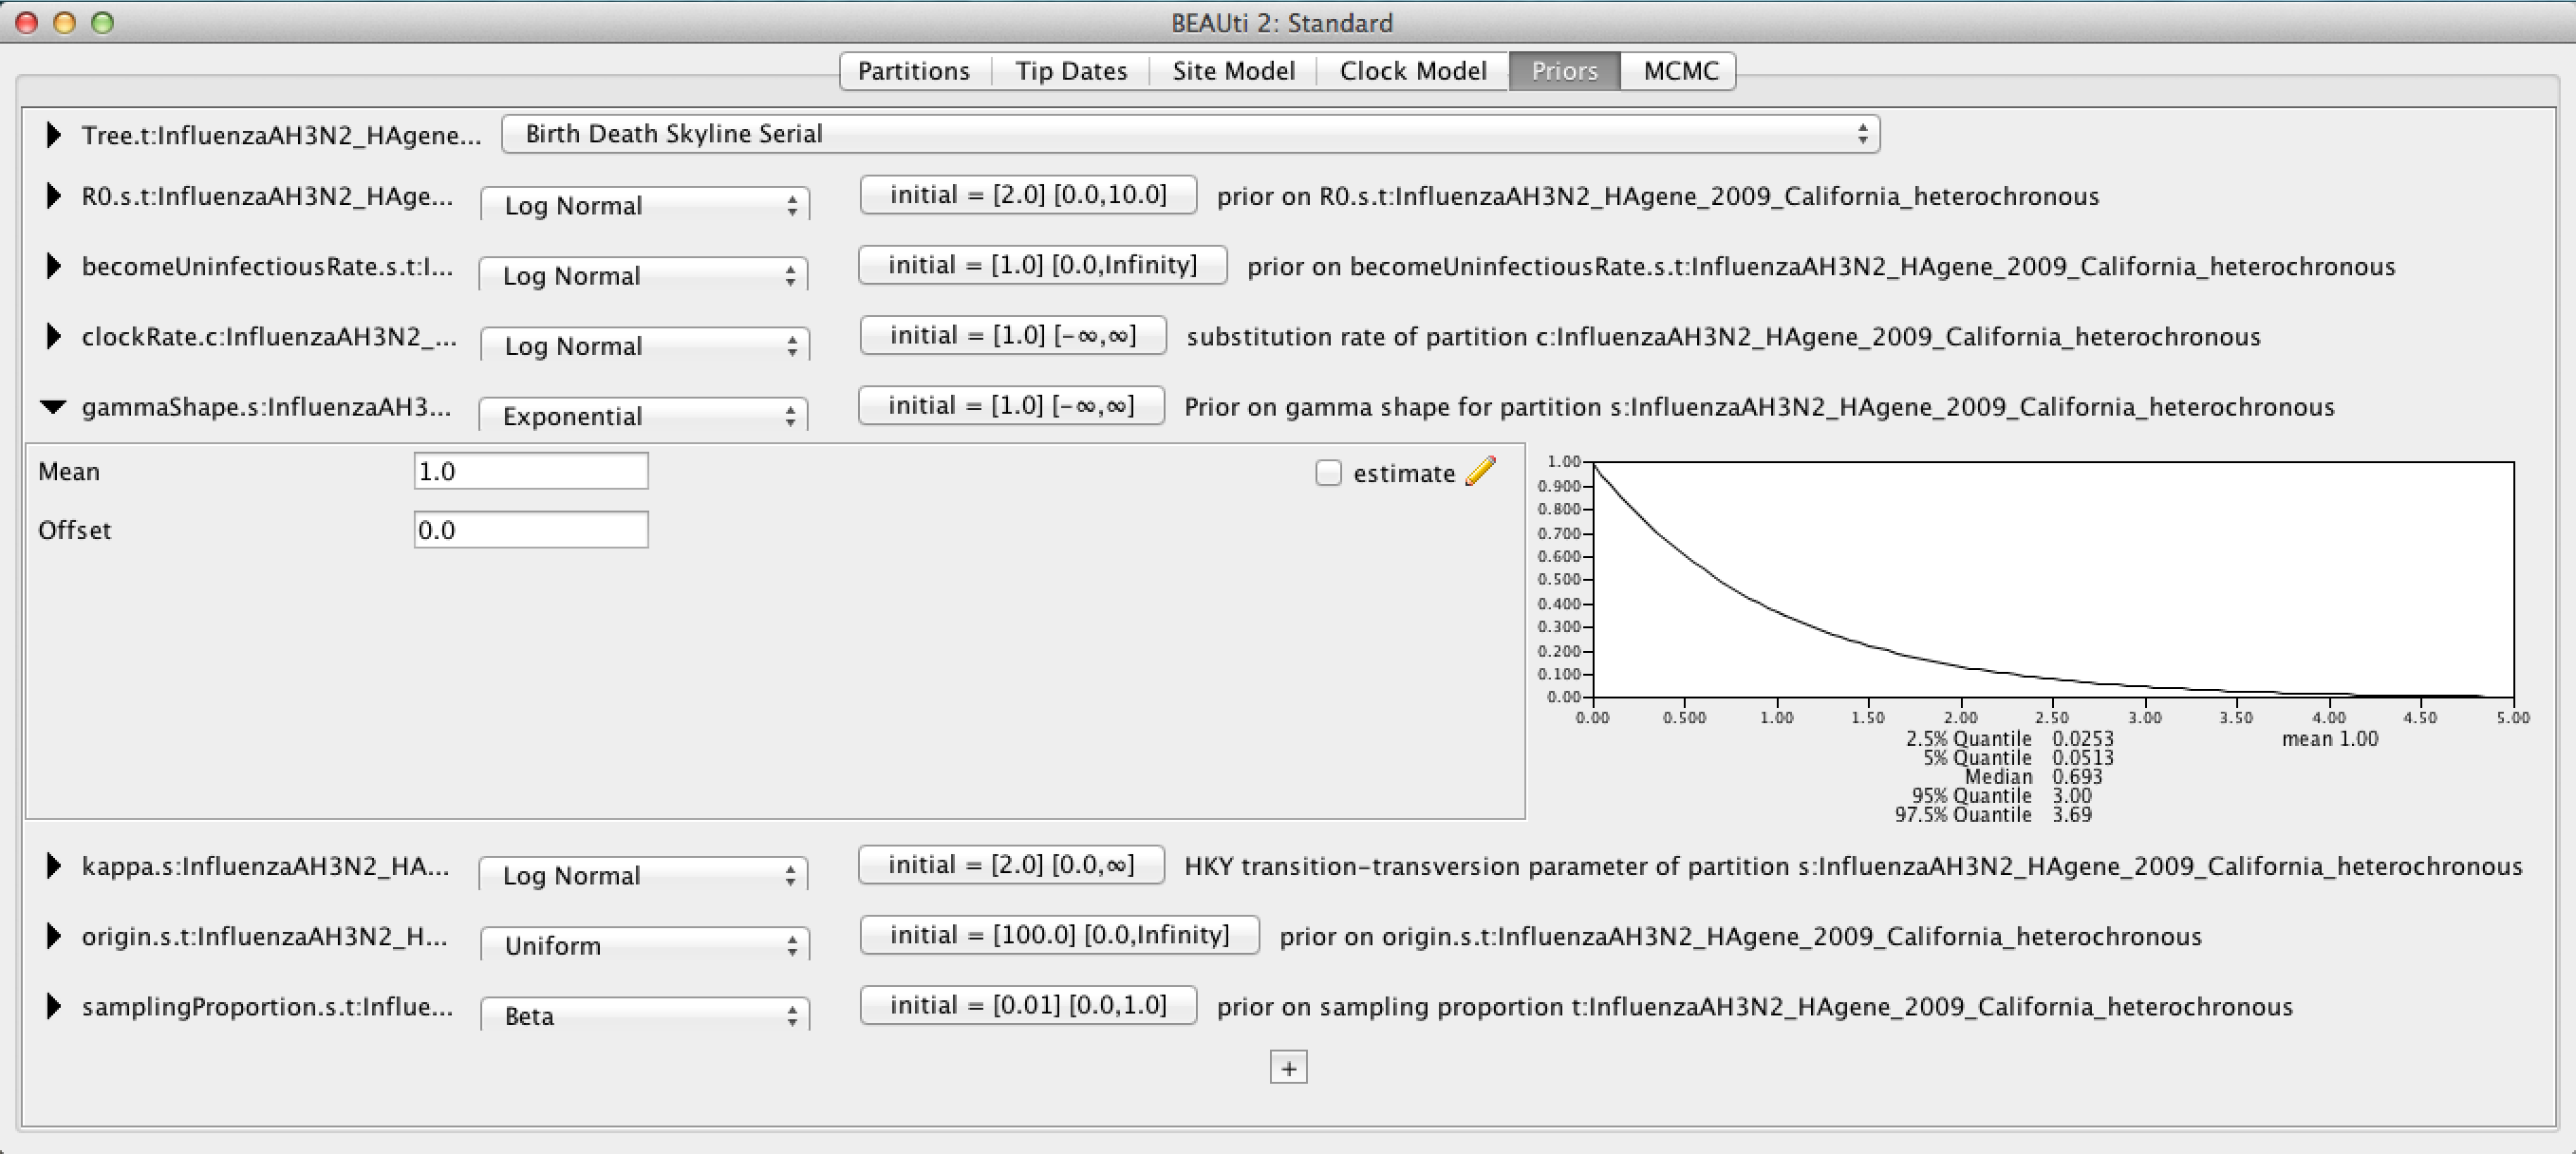 BEAUti 2: Standard
Partitions Tip Dates Site Model Clock Model Priors MCMC
Tree.t:InfluenzaAH3N2_HAgene... Birth Death Skyline Serial
R0.s.t:InfluenzaAH3N2_HAge... Log Normal initial = [2.0] [0.0,10.0] prior on R0.s.t:InfluenzaAH3N2_HAgene_2009_California_heterochronous
becomeUninfectiousRate.s.t:I... Log Normal initial = [1.0] [0.0,Infinity] prior on becomeUninfectiousRate.s.t:InfluenzaAH3N2_HAgene_2009_California_heterochronous
clockRate.c:InfluenzaAH3N2_... Log Normal initial = [1.0] [-∞,∞] substitution rate of partition c:InfluenzaAH3N2_HAgene_2009_California_heterochronous
gammaShape.s:InfluenzaAH3... Exponential initial = [1.0] [-∞,∞] Prior on gamma shape for partition s:InfluenzaAH3N2_HAgene_2009_California_heterochronous
Mean 1.0 estimate
Offset 0.0
1.00
0.900
0.800
0.700
0.600
0.500
0.400
0.300
0.200
0.100
0.00
0.00 0.500 1.00 1.50 2.00 2.50 3.00 3.50 4.00 4.50 5.00
2.5% Quantile 0.0253 mean 1.00
5% Quantile 0.0513
Median 0.693
95% Quantile 3.00
97.5% Quantile 3.69
kappa.s:InfluenzaAH3N2_HA... Log Normal initial = [2.0] [0.0,∞] HKY transition-transversion parameter of partition s:InfluenzaAH3N2_HAgene_2009_California_heterochronous
origin.s.t:InfluenzaAH3N2_H... Uniform initial = [100.0] [0.0,Infinity] prior on origin.s.t:InfluenzaAH3N2_HAgene_2009_California_heterochronous
samplingProportion.s.t:Influe... Beta initial = [0.01] [0.0,1.0] prior on sampling proportion t:InfluenzaAH3N2_HAgene_2009_California_heterochronous
+